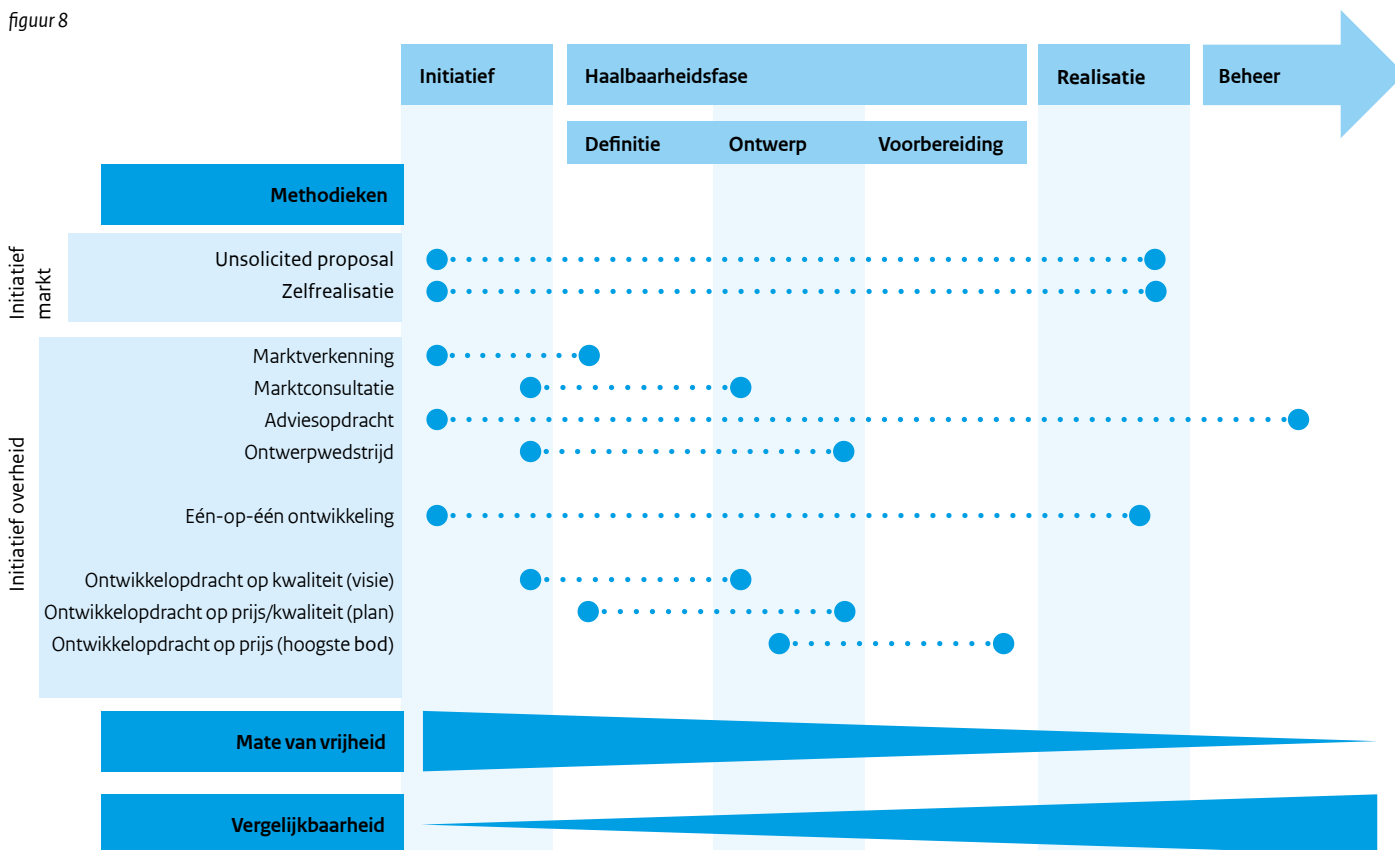 figuur 8
Initiatief
Haalbaarheidsfase
Realisatie
Beheer
Definitie
Ontwerp
Voorbereiding
Methodieken
Initiatief
markt
Unsolicited proposal
Zelfrealisatie
Initiatief overheid
Marktverkenning
Marktconsultatie
Adviesopdracht
Ontwerpwedstrijd
Eén-op-één ontwikkeling
Ontwikkelopdracht op kwaliteit (visie)
Ontwikkelopdracht op prijs/kwaliteit (plan)
Ontwikkelopdracht op prijs (hoogste bod)
Mate van vrijheid
Vergelijkbaarheid